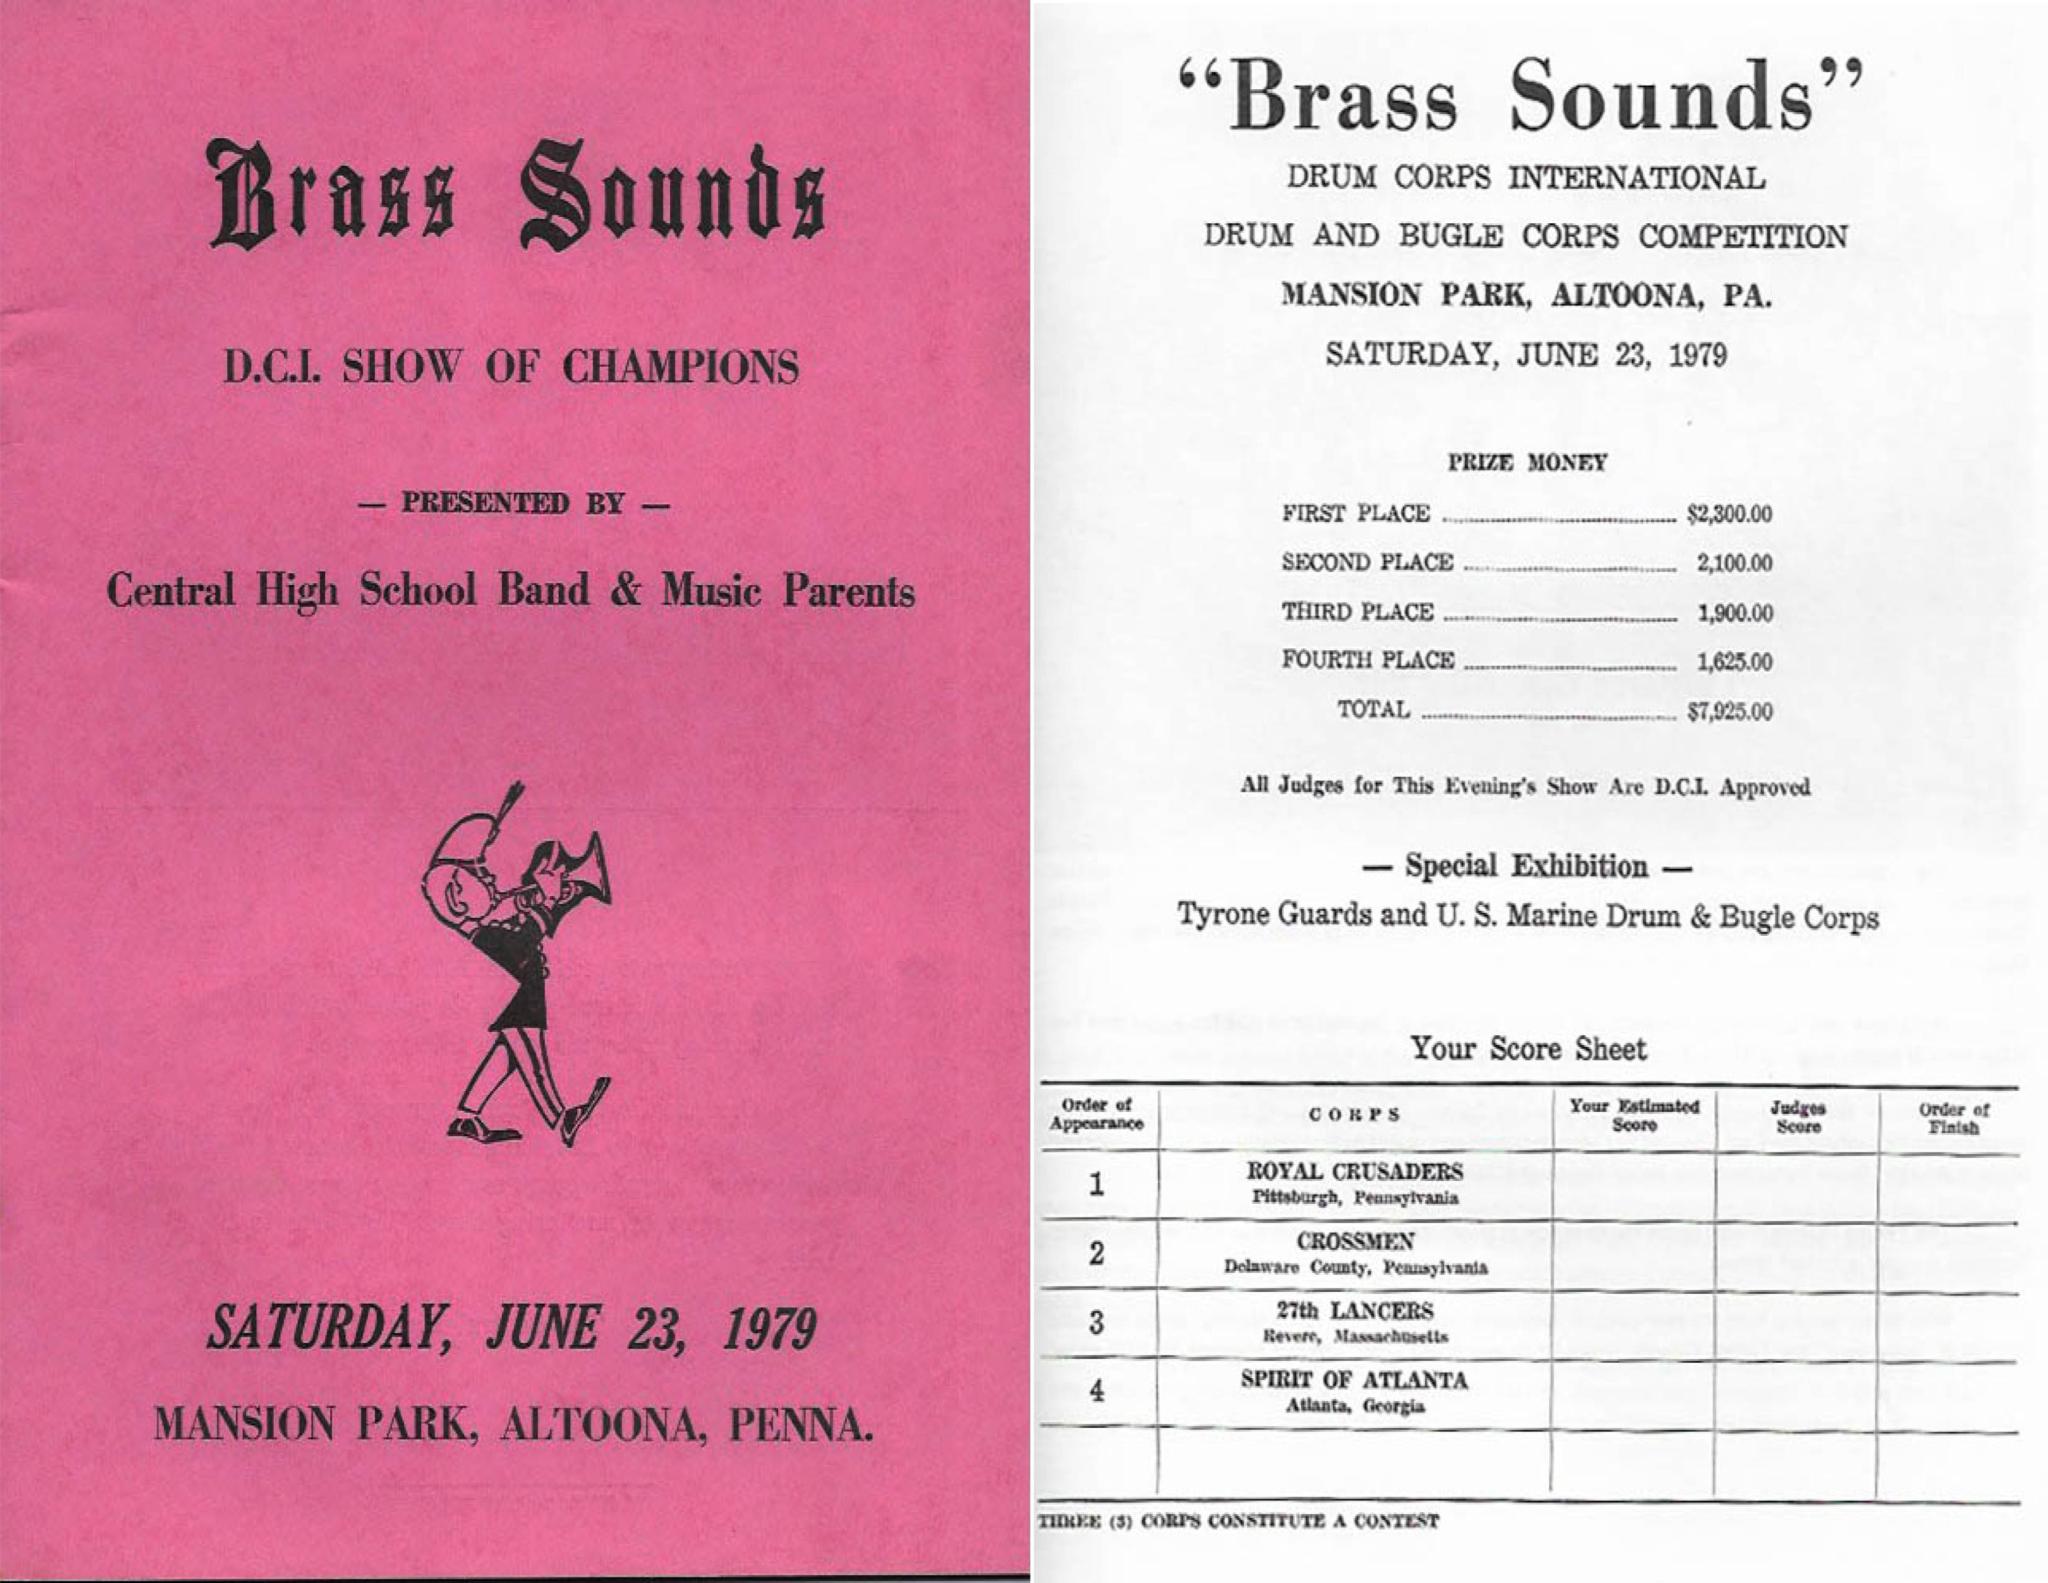 Brass Sounds
D.C.I. SHOW OF CHAMPIONS
— PRESENTED BY —
Central High School Band & Music Parents
SATURDAY, JUNE 23, 1979
MANSION PARK, ALTOONA, PENNA.
“Brass Sounds”
DRUM CORPS INTERNATIONAL
DRUM AND BUGLE CORPS COMPETITION
MANSION PARK, ALTOONA, PA.
SATURDAY, JUNE 23, 1979
PRIZE MONEY
FIRST PLACE ........................................ $2,300.00
SECOND PLACE .................................... 2,100.00
THIRD PLACE ........................................ 1,900.00
FOURTH PLACE .................................... 1,625.00
TOTAL ............................................ $7,925.00
All Judges for This Evening's Show Are D.C.I. Approved
— Special Exhibition —
Tyrone Guards and U. S. Marine Drum & Bugle Corps
Your Score Sheet
Order of Appearance CORPS Your Estimated Score Judges Score Order of Finish
1 ROYAL CRUSADERS
Pittsburgh, Pennsylvania
2 CROSSMEN
Delaware County, Pennsylvania
3 27th LANCERS
Revere, Massachusetts
4 SPIRIT OF ATLANTA
Atlanta, Georgia
THREE (3) CORPS CONSTITUTE A CONTEST